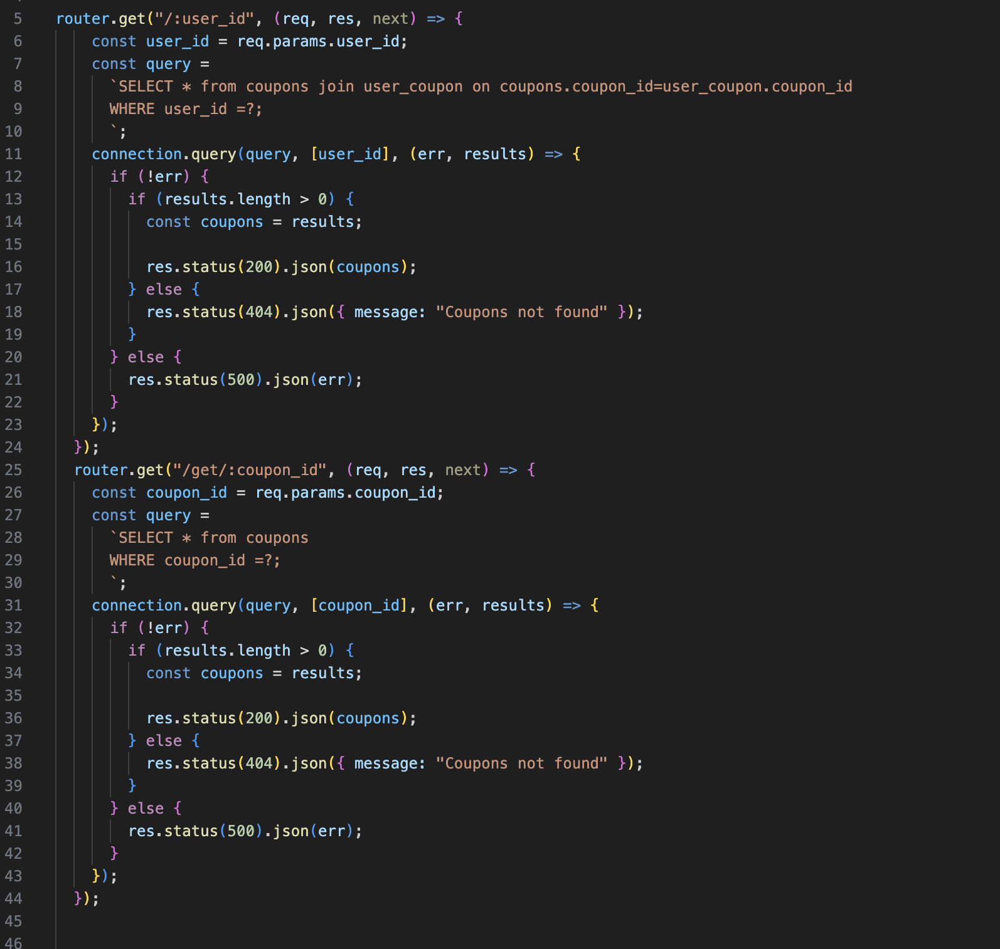 5 router.get("/:user_id", (req, res, next) => {
6 const user_id = req.params.user_id;
7 const query =
8 `SELECT * from coupons join user_coupon on coupons.coupon_id=user_coupon.coupon_id
9 WHERE user_id =?;
10 `;
11 connection.query(query, [user_id], (err, results) => {
12 if (!err) {
13 if (results.length > 0) {
14 const coupons = results;
15
16 res.status(200).json(coupons);
17 } else {
18 res.status(404).json({ message: "Coupons not found" });
19 }
20 } else {
21 res.status(500).json(err);
22 }
23 });
24 });
25 router.get("/get/:coupon_id", (req, res, next) => {
26 const coupon_id = req.params.coupon_id;
27 const query =
28 `SELECT * from coupons
29 WHERE coupon_id =?;
30 `;
31 connection.query(query, [coupon_id], (err, results) => {
32 if (!err) {
33 if (results.length > 0) {
34 const coupons = results;
35
36 res.status(200).json(coupons);
37 } else {
38 res.status(404).json({ message: "Coupons not found" });
39 }
40 } else {
41 res.status(500).json(err);
42 }
43 });
44 });
45
46